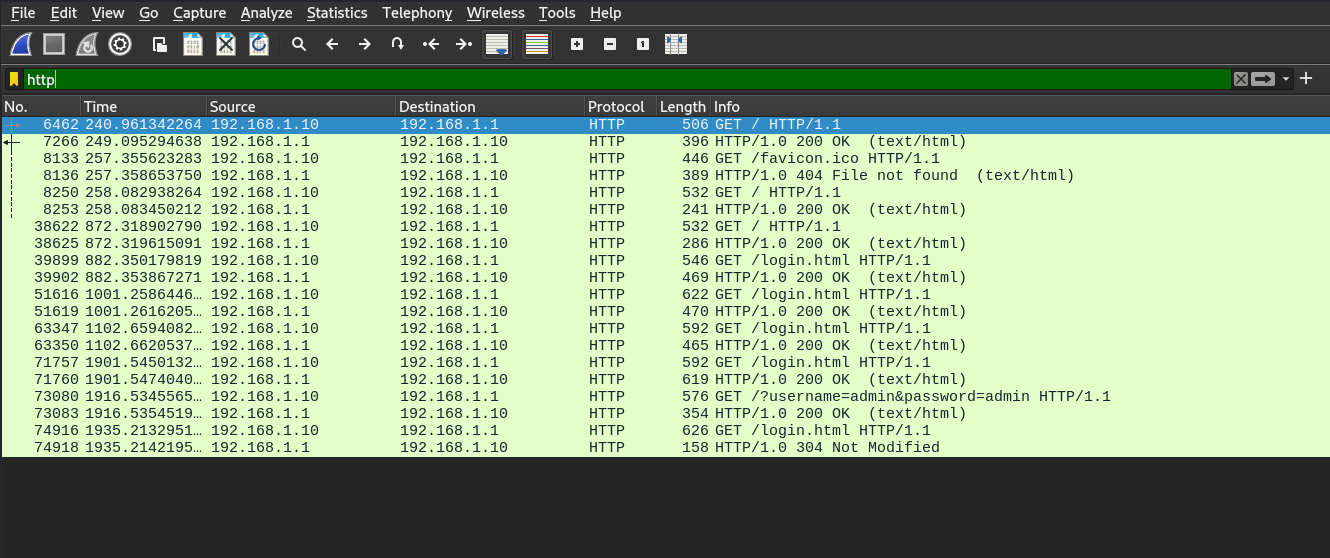 File Edit View Go Capture Analyze Statistics Telephony Wireless Tools Help
http
No. Time Source Destination Protocol Length Info
6462 240.961342264 192.168.1.10 192.168.1.1 HTTP 506 GET / HTTP/1.1
7266 249.095294638 192.168.1.1 192.168.1.10 HTTP 396 HTTP/1.0 200 OK (text/html)
8133 257.355623283 192.168.1.10 192.168.1.1 HTTP 446 GET /favicon.ico HTTP/1.1
8136 257.358653750 192.168.1.1 192.168.1.10 HTTP 389 HTTP/1.0 404 File not found (text/html)
8250 258.082938264 192.168.1.10 192.168.1.1 HTTP 532 GET / HTTP/1.1
8253 258.083450212 192.168.1.1 192.168.1.10 HTTP 241 HTTP/1.0 200 OK (text/html)
38622 872.318902790 192.168.1.10 192.168.1.1 HTTP 532 GET / HTTP/1.1
38625 872.319615091 192.168.1.1 192.168.1.10 HTTP 286 HTTP/1.0 200 OK (text/html)
39899 882.350179819 192.168.1.10 192.168.1.1 HTTP 546 GET /login.html HTTP/1.1
39902 882.353867271 192.168.1.1 192.168.1.10 HTTP 469 HTTP/1.0 200 OK (text/html)
51616 1001.2586446… 192.168.1.10 192.168.1.1 HTTP 622 GET /login.html HTTP/1.1
51619 1001.2616205… 192.168.1.1 192.168.1.10 HTTP 470 HTTP/1.0 200 OK (text/html)
63347 1102.6594082… 192.168.1.10 192.168.1.1 HTTP 592 GET /login.html HTTP/1.1
63350 1102.6620537… 192.168.1.1 192.168.1.10 HTTP 465 HTTP/1.0 200 OK (text/html)
71757 1901.5450132… 192.168.1.10 192.168.1.1 HTTP 592 GET /login.html HTTP/1.1
71760 1901.5474040… 192.168.1.1 192.168.1.10 HTTP 619 HTTP/1.0 200 OK (text/html)
73080 1916.5345565… 192.168.1.10 192.168.1.1 HTTP 576 GET /?username=admin&password=admin HTTP/1.1
73083 1916.5354519… 192.168.1.1 192.168.1.10 HTTP 354 HTTP/1.0 200 OK (text/html)
74916 1935.2132951… 192.168.1.10 192.168.1.1 HTTP 626 GET /login.html HTTP/1.1
74918 1935.2142195… 192.168.1.1 192.168.1.10 HTTP 158 HTTP/1.0 304 Not Modified